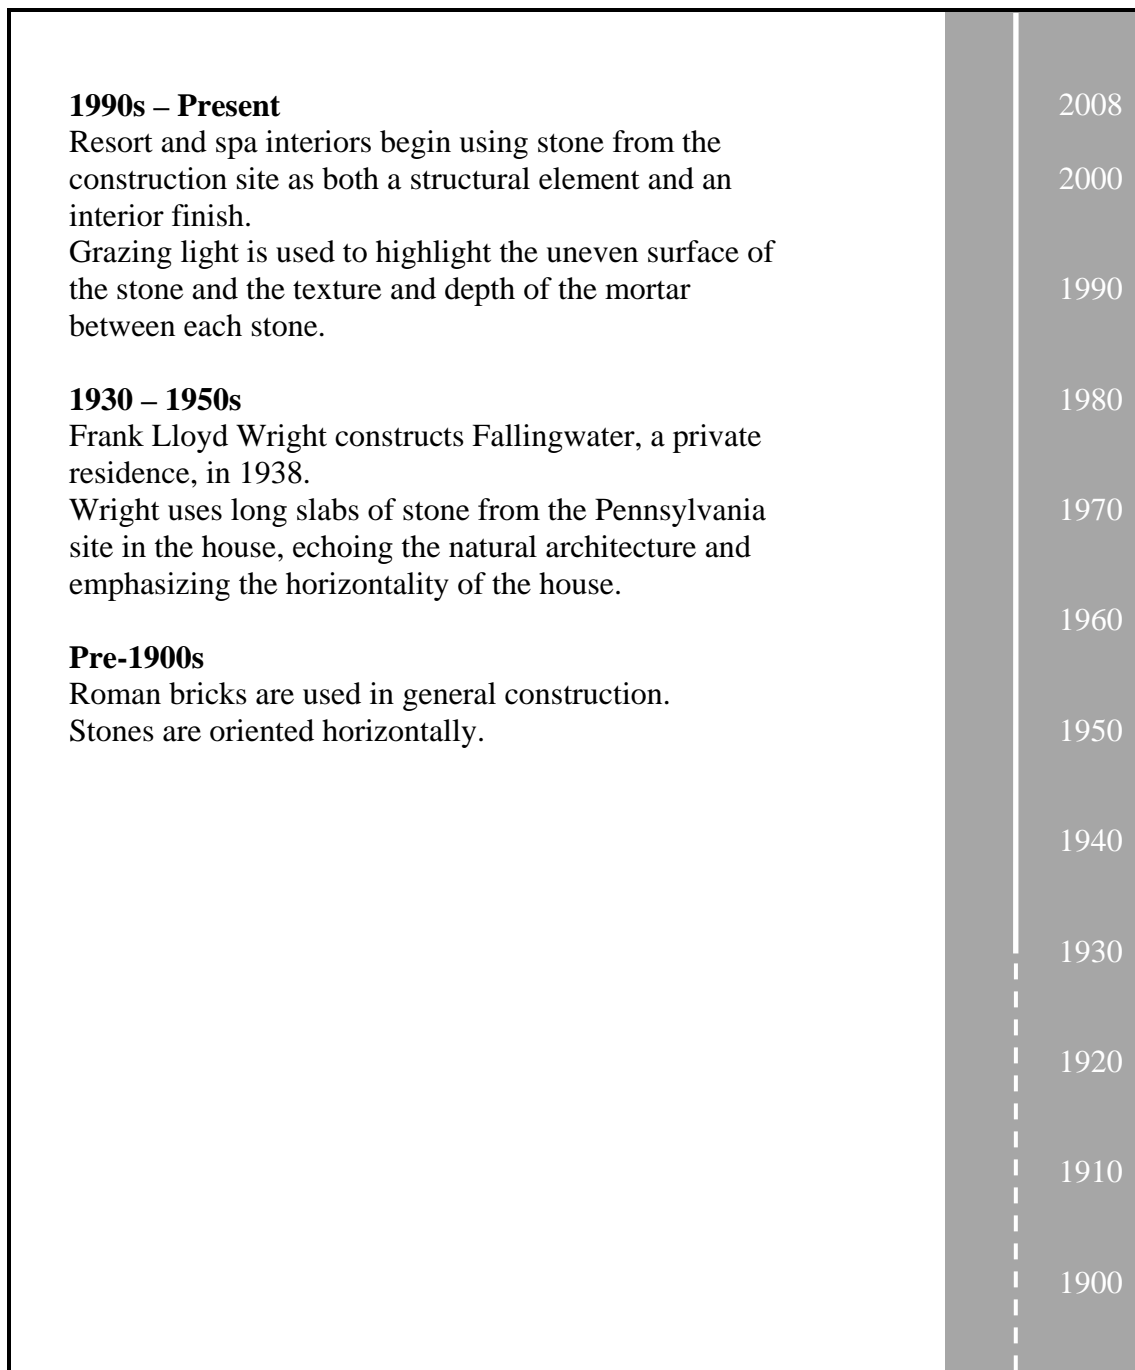 1990s – Present
Resort and spa interiors begin using stone from the
construction site as both a structural element and an
interior finish.
Grazing light is used to highlight the uneven surface of
the stone and the texture and depth of the mortar
between each stone.
1930 – 1950s
Frank Lloyd Wright constructs Fallingwater, a private
residence, in 1938.
Wright uses long slabs of stone from the Pennsylvania
site in the house, echoing the natural architecture and
emphasizing the horizontality of the house.
Pre-1900s
Roman bricks are used in general construction.
Stones are oriented horizontally.
2008
2000
1990
1980
1970
1960
1950
1940
1930
1920
1910
1900